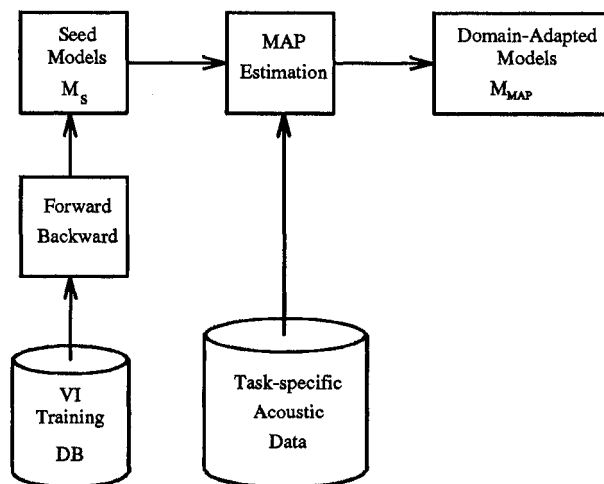 Seed
Models
M_S
MAP
Estimation
Domain-Adapted
Models
M_MAP
Forward
Backward
VI
Training
DB
Task-specific
Acoustic
Data